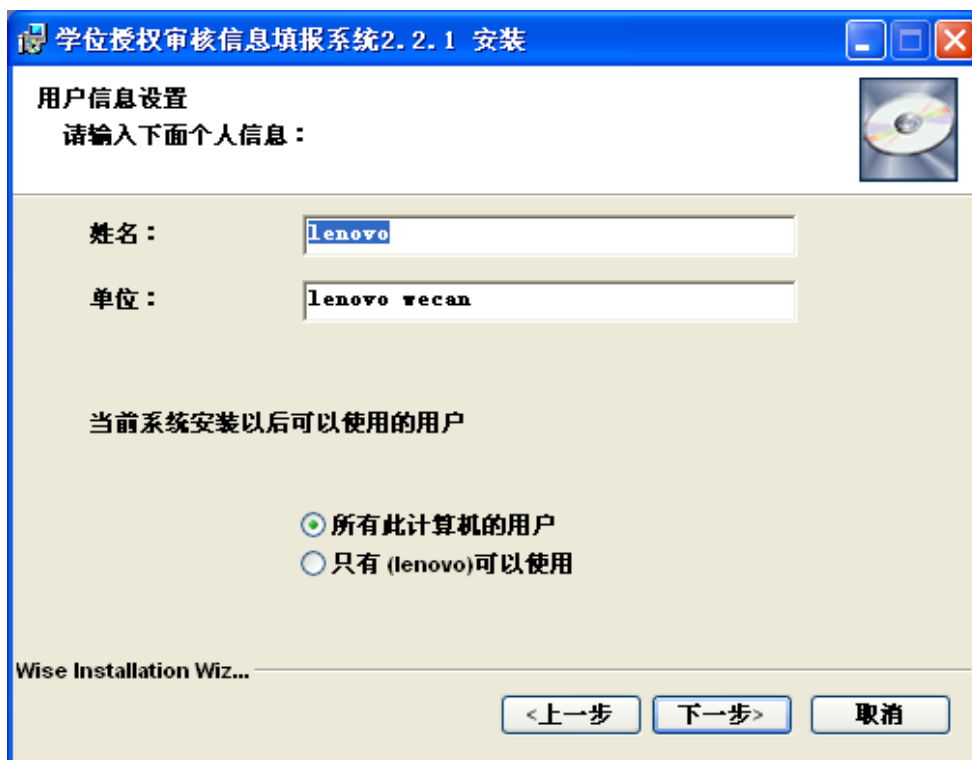 学位授权审核信息填报系统2.2.1 安装
用户信息设置
请输入下面个人信息：
姓名： lenovo
单位： lenovo wecan
当前系统安装以后可以使用的用户
所有此计算机的用户
只有 (lenovo)可以使用
Wise Installation Wiz...
<上一步 下一步> 取消